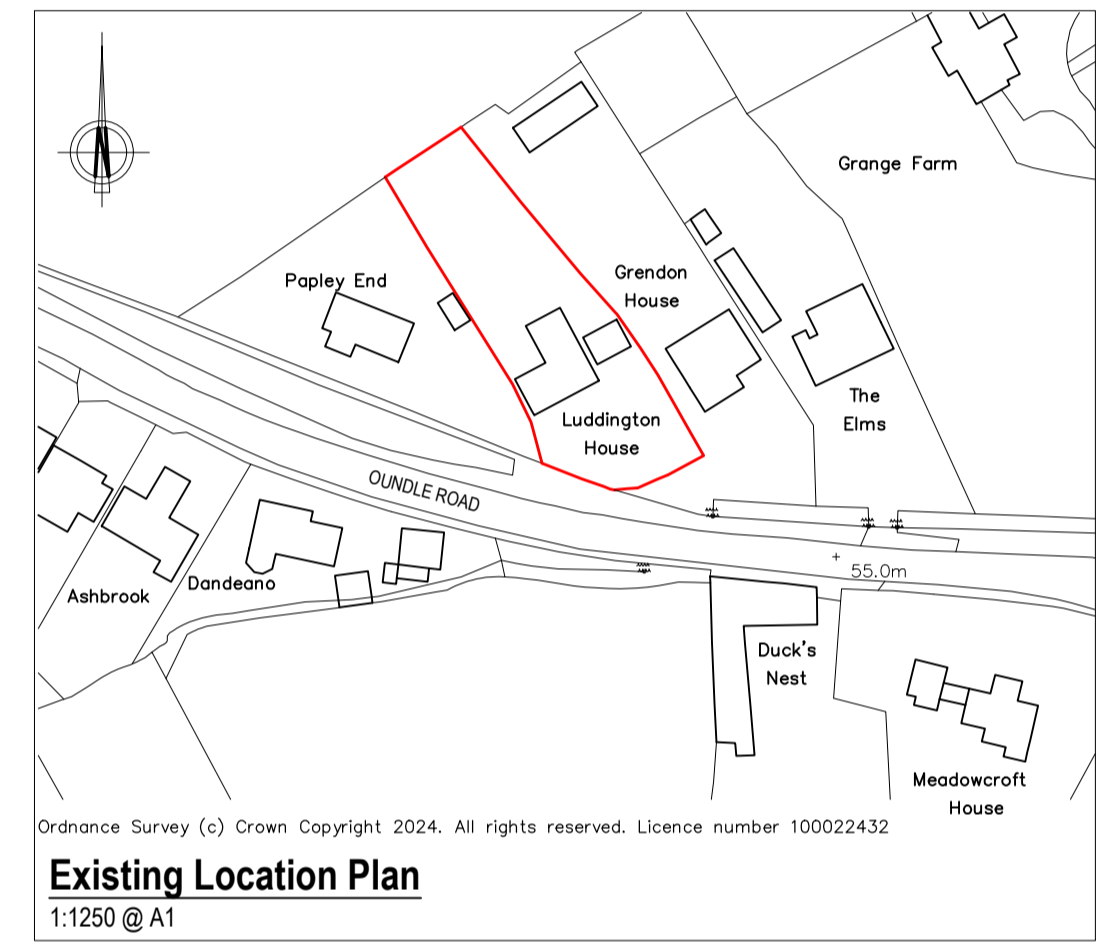 N
Grange Farm
Papley End
Grendon
House
The
Elms
Luddington
House
OUNDLE ROAD
55.0m
Ashbrook
Dandeano
Duck's
Nest
Meadowcroft
House
Ordnance Survey (c) Crown Copyright 2024. All rights reserved. Licence number 100022432
Existing Location Plan
1:1250 @ A1